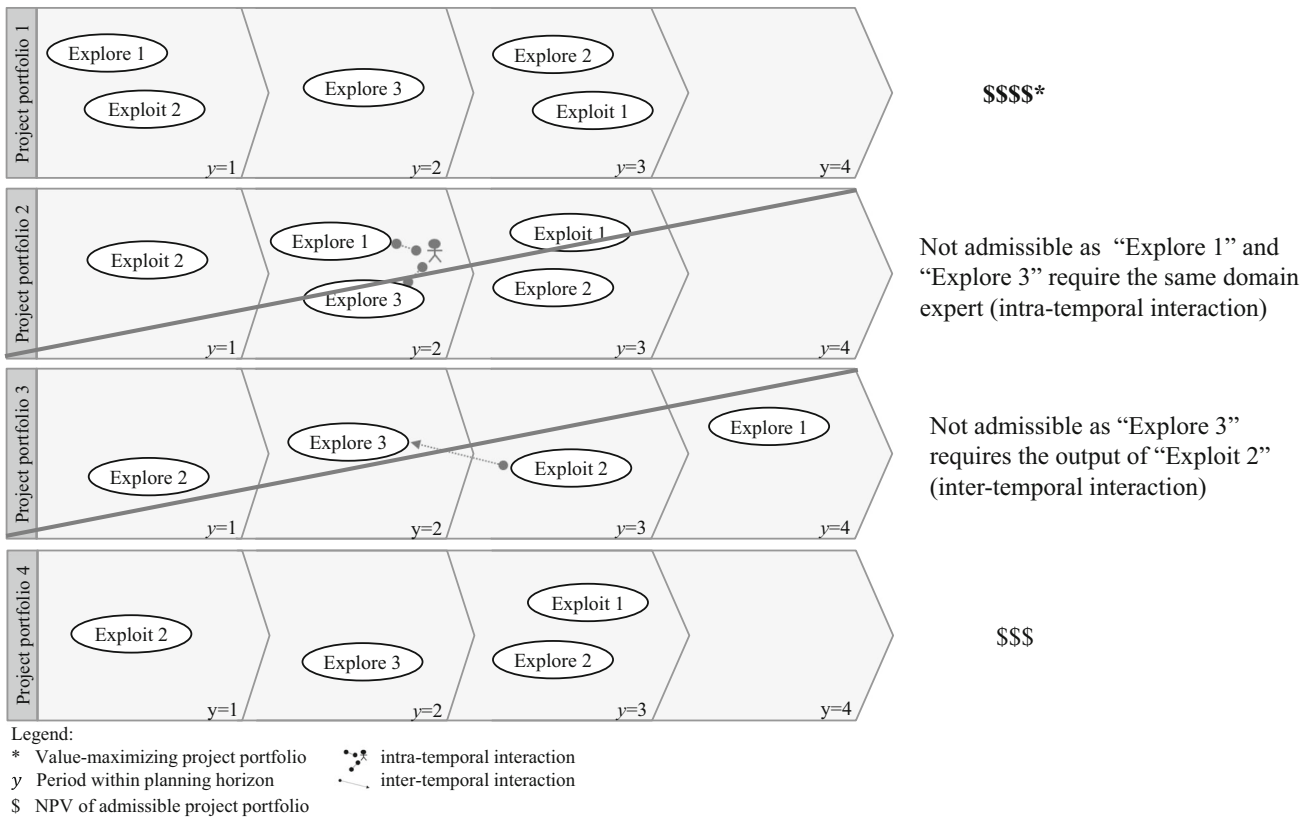 Project portfolio 1
Explore 1
Exploit 2
y=1
Explore 3
y=2
Explore 2
Exploit 1
y=3
y=4
$$$$*
Project portfolio 2
Exploit 2
y=1
Explore 1
Explore 3
y=2
Exploit 1
Explore 2
y=3
y=4
Not admissible as “Explore 1” and
“Explore 3” require the same domain
expert (intra-temporal interaction)
Project portfolio 3
Explore 2
y=1
Explore 3
y=2
Exploit 2
y=3
Explore 1
y=4
Not admissible as “Explore 3”
requires the output of “Exploit 2”
(inter-temporal interaction)
Project portfolio 4
Exploit 2
y=1
Explore 3
y=2
Exploit 1
Explore 2
y=3
y=4
$$$
Legend:
* Value-maximizing project portfolio
y Period within planning horizon
$ NPV of admissible project portfolio
intra-temporal interaction
inter-temporal interaction